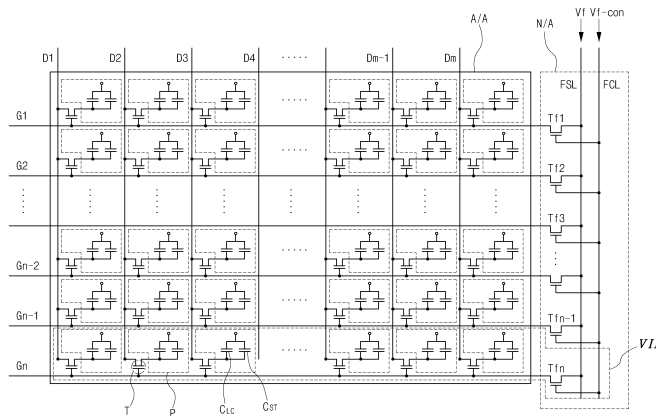 Vf Vf-con
A/A
N/A
D1 D2 D3 D4 ····· Dm-1 Dm
FSL FCL
G1
Tf1
G2
Tf2
Tf3
Gn-2
Gn-1
Tfn-1
Gn
Tfn
T P CLC CST